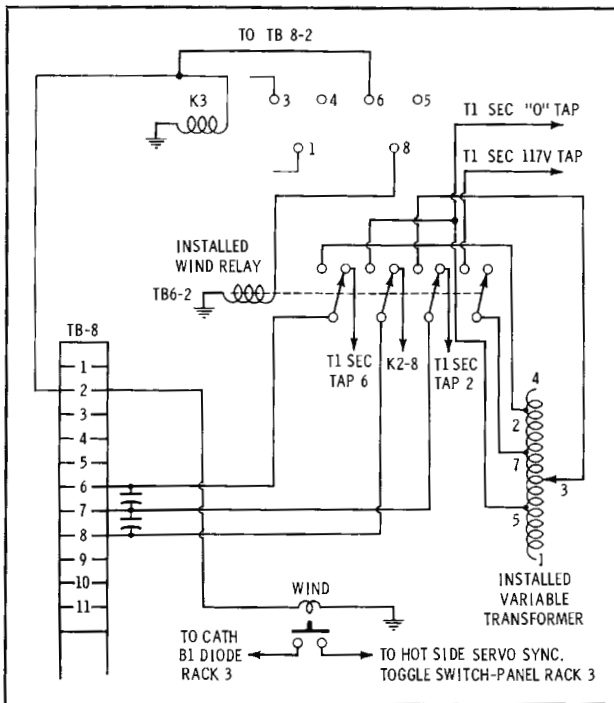 TO TB 8-2
K3
3 4 6 5
T1 SEC "O" TAP
1 8
T1 SEC 117V TAP
INSTALLED
WIND RELAY
TB6-2
TB-8
T1 SEC
TAP 6
K2-8
T1 SEC
TAP 2
1
2
3
4
5
6
7
8
9
10
11
4
2
7
3
5
1
INSTALLED
VARIABLE
TRANSFORMER
WIND
TO CATH
B1 DIODE
RACK 3
TO HOT SIDE SERVO SYNC.
TOGGLE SWITCH-PANEL RACK 3